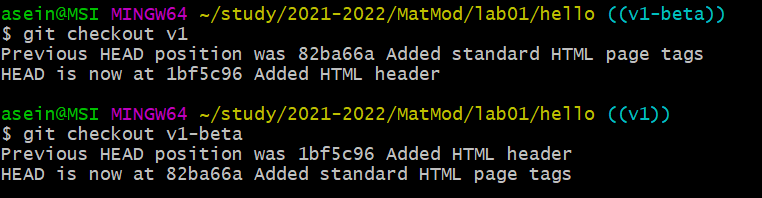 asein@MSI MINGW64 ~/study/2021-2022/MatMod/lab01/hello ((v1-beta))
$ git checkout v1
Previous HEAD position was 82ba66a Added standard HTML page tags
HEAD is now at 1bf5c96 Added HTML header
asein@MSI MINGW64 ~/study/2021-2022/MatMod/lab01/hello ((v1))
$ git checkout v1-beta
Previous HEAD position was 1bf5c96 Added HTML header
HEAD is now at 82ba66a Added standard HTML page tags